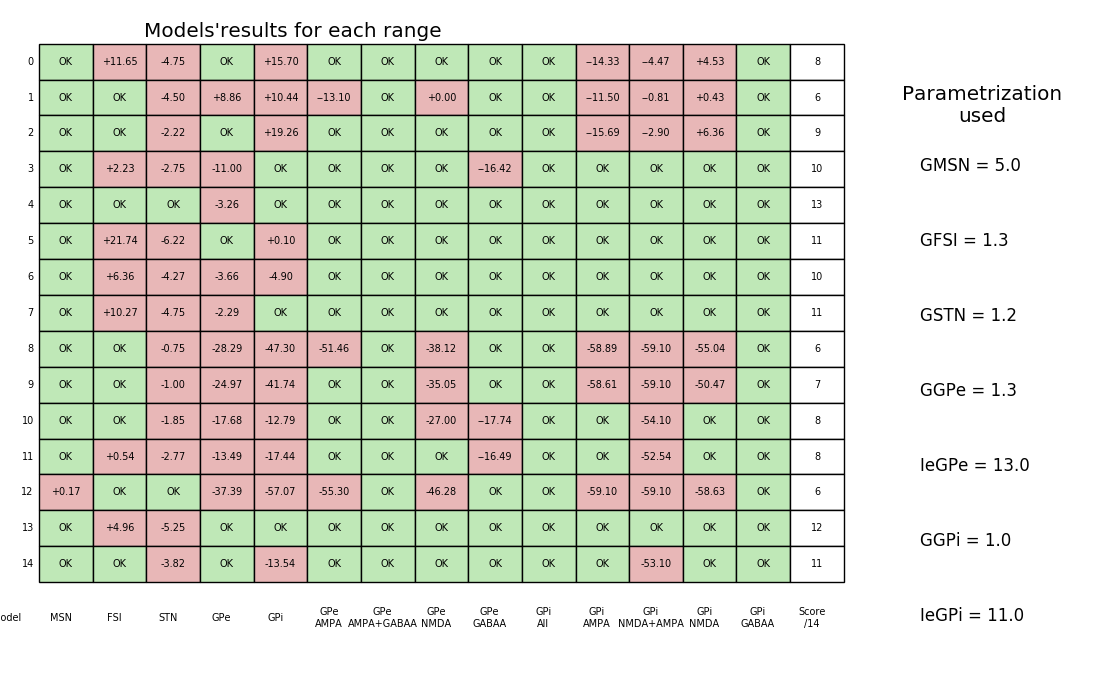 Models'results for each range
0 OK +11.65 -4.75 OK +15.70 OK OK OK OK OK −14.33 −4.47 +4.53 OK 8
1 OK OK -4.50 +8.86 +10.44 −13.10 OK +0.00 OK OK −11.50 −0.81 +0.43 OK 6
2 OK OK -2.22 OK +19.26 OK OK OK OK OK −15.69 −2.90 +6.36 OK 9
3 OK +2.23 -2.75 -11.00 OK OK OK OK −16.42 OK OK OK OK OK 10
4 OK OK OK -3.26 OK OK OK OK OK OK OK OK OK OK 13
5 OK +21.74 -6.22 OK +0.10 OK OK OK OK OK OK OK OK OK 11
6 OK +6.36 -4.27 -3.66 -4.90 OK OK OK OK OK OK OK OK OK 10
7 OK +10.27 -4.75 -2.29 OK OK OK OK OK OK OK OK OK OK 11
8 OK OK -0.75 -28.29 -47.30 -51.46 OK -38.12 OK OK -58.89 -59.10 -55.04 OK 6
9 OK OK -1.00 -24.97 -41.74 OK OK -35.05 OK OK -58.61 -59.10 -50.47 OK 7
10 OK OK -1.85 -17.68 -12.79 OK OK -27.00 −17.74 OK OK -54.10 OK OK 8
11 OK +0.54 -2.77 -13.49 -17.44 OK OK OK −16.49 OK OK -52.54 OK OK 8
12 +0.17 OK OK -37.39 -57.07 -55.30 OK -46.28 OK OK -59.10 -59.10 -58.63 OK 6
13 OK +4.96 -5.25 OK OK OK OK OK OK OK OK OK OK OK 12
14 OK OK -3.82 OK -13.54 OK OK OK OK OK OK -53.10 OK OK 11
odel MSN FSI STN GPe GPi GPe GPe GPe GPe GPi GPi GPi GPi GPi Score
AMPA AMPA+GABAA NMDA GABAA All AMPA NMDA+AMPA NMDA GABAA /14
Parametrization
used
GMSN = 5.0
GFSI = 1.3
GSTN = 1.2
GGPe = 1.3
IeGPe = 13.0
GGPi = 1.0
IeGPi = 11.0